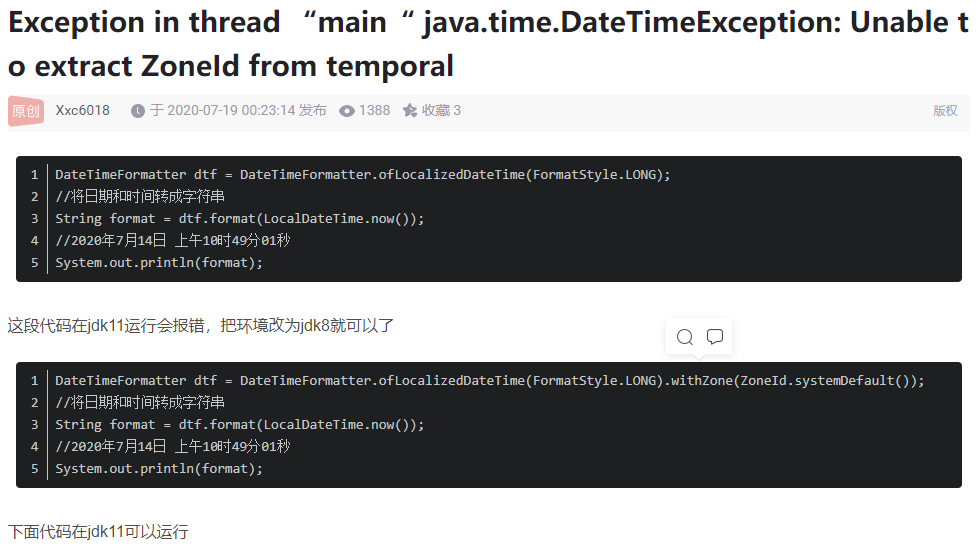 Exception in thread “main“ java.time.DateTimeException: Unable t
o extract ZoneId from temporal
原创 Xxc6018 于 2020-07-19 00:23:14 发布 1388 收藏 3 版权
1 DateTimeFormatter dtf = DateTimeFormatter.ofLocalizedDateTime(FormatStyle.LONG);
2 //将日期和时间转成字符串
3 String format = dtf.format(LocalDateTime.now());
4 //2020年7月14日 上午10时49分01秒
5 System.out.println(format);
这段代码在jdk11运行会报错，把环境改为jdk8就可以了
1 DateTimeFormatter dtf = DateTimeFormatter.ofLocalizedDateTime(FormatStyle.LONG).withZone(ZoneId.systemDefault());
2 //将日期和时间转成字符串
3 String format = dtf.format(LocalDateTime.now());
4 //2020年7月14日 上午10时49分01秒
5 System.out.println(format);
下面代码在jdk11可以运行